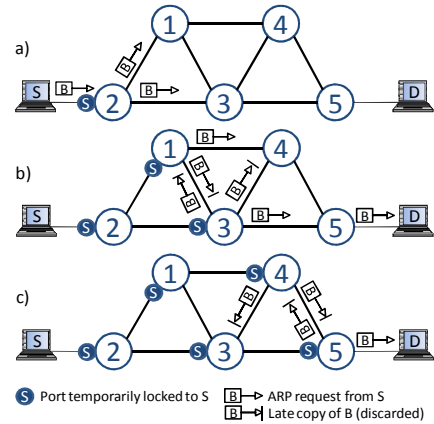 1 4
a)
B
S B B D
S 2 3 5
B
1 4
b)
S B B
S B B B D
S 2 S 3 5
1 S 4
c)
S B B
S B B D
S 2 S 3 S 5
S Port temporarily locked to S
B ARP request from S
B Late copy of B (discarded)